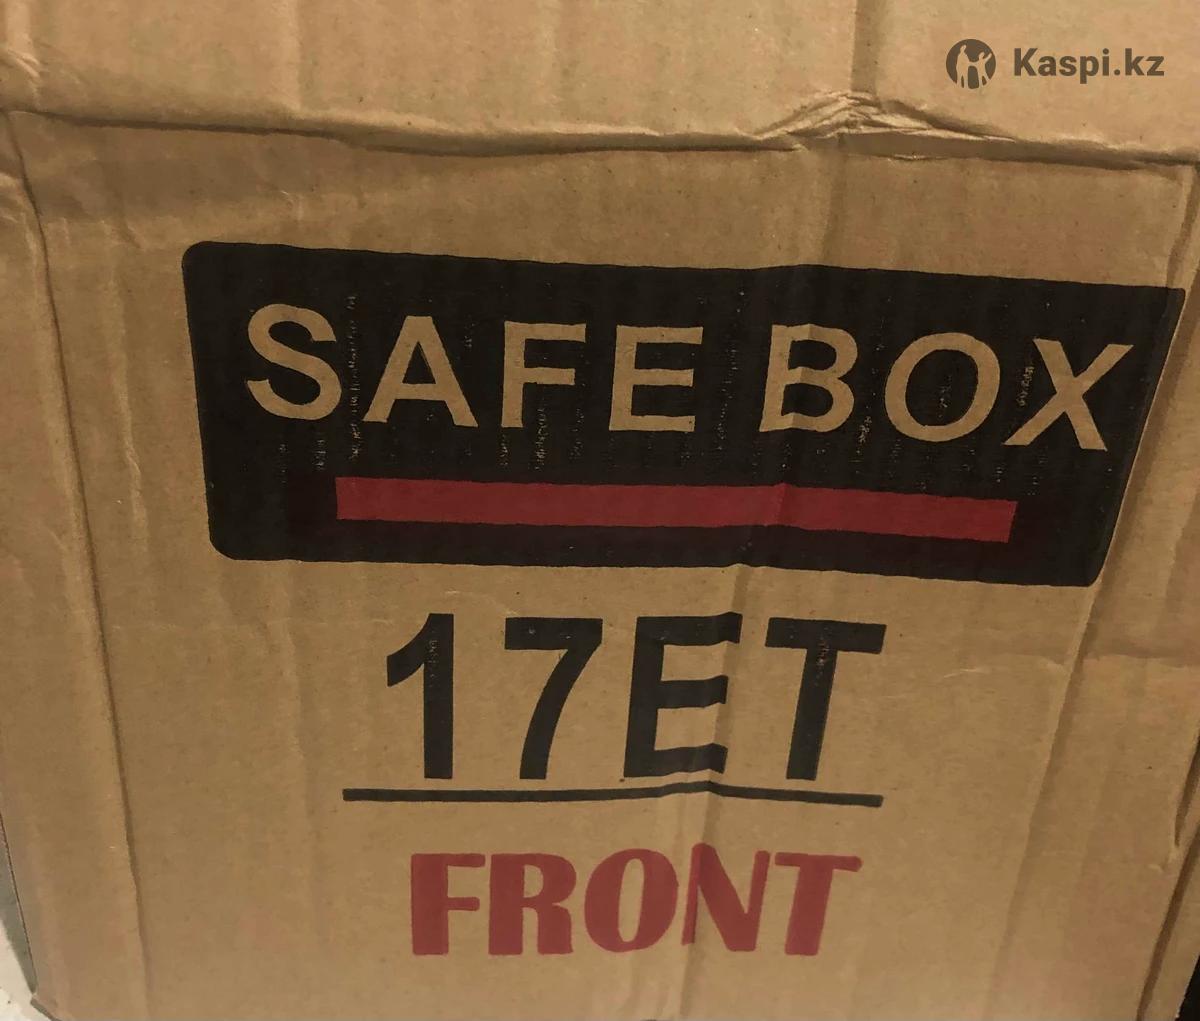 Kaspi.kz
SAFE BOX
17ET
FRONT